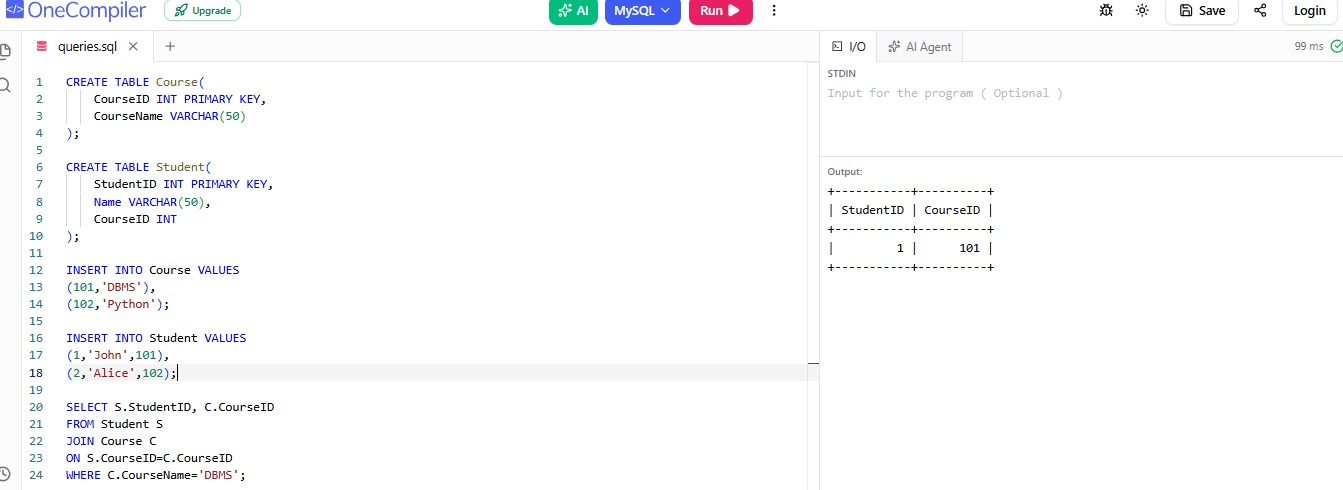 </> OneCompiler
Upgrade
AI
MySQL
Run
Save
Login
queries.sql
I/O
AI Agent
99 ms
1 CREATE TABLE Course(
2 CourseID INT PRIMARY KEY,
3 CourseName VARCHAR(50)
4 );
5
6 CREATE TABLE Student(
7 StudentID INT PRIMARY KEY,
8 Name VARCHAR(50),
9 CourseID INT
10 );
11
12 INSERT INTO Course VALUES
13 (101,'DBMS'),
14 (102,'Python');
15
16 INSERT INTO Student VALUES
17 (1,'John',101),
18 (2,'Alice',102);
19
20 SELECT S.StudentID, C.CourseID
21 FROM Student S
22 JOIN Course C
23 ON S.CourseID=C.CourseID
24 WHERE C.CourseName='DBMS';
STDIN
Input for the program ( Optional )
Output:
+-----------+----------+
| StudentID | CourseID |
+-----------+----------+
|         1 |      101 |
+-----------+----------+